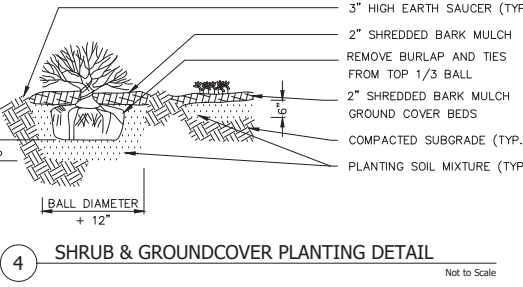 3" HIGH EARTH SAUCER (TYP
2" SHREDDED BARK MULCH
REMOVE BURLAP AND TIES
FROM TOP 1/3 BALL
2" SHREDDED BARK MULCH
GROUND COVER BEDS
6"
COMPACTED SUBGRADE (TYP.
PLANTING SOIL MIXTURE (TYP
BALL DIAMETER
+ 12"
4
SHRUB & GROUNDCOVER PLANTING DETAIL
Not to Scale